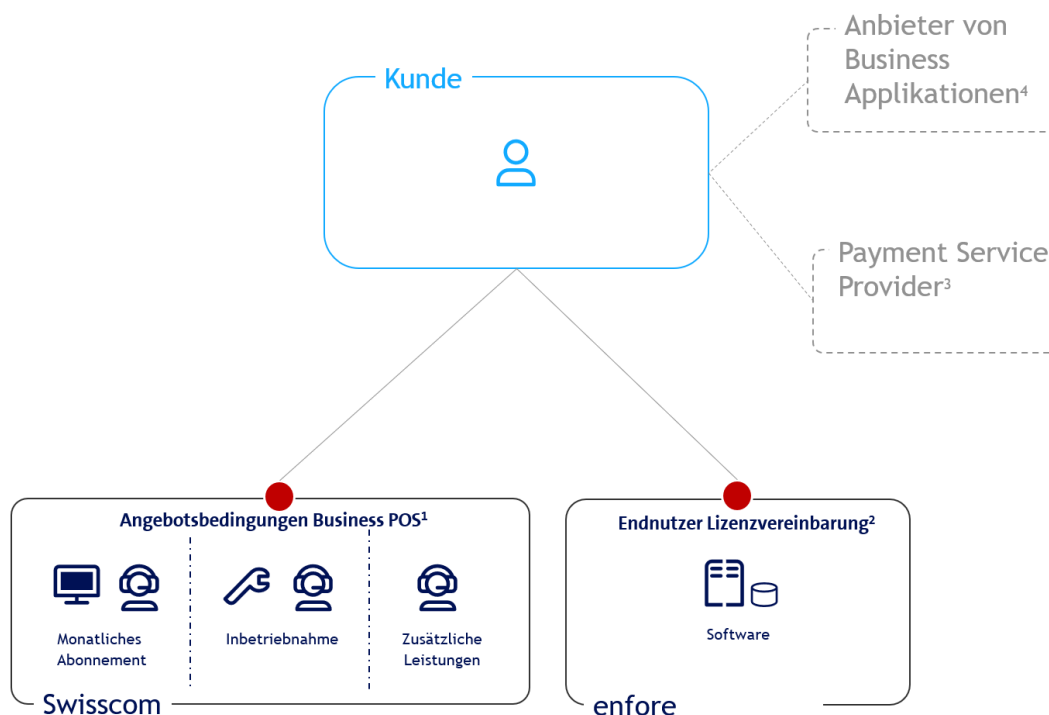 Anbieter von
Business
Applikationen⁴
Kunde
Payment Service
Provider³
Angebotsbedingungen Business POS¹
Monatliches
Abonnement
Inbetriebnahme
Zusätzliche
Leistungen
Swisscom
Endnutzer Lizenzvereinbarung²
Software
enfore